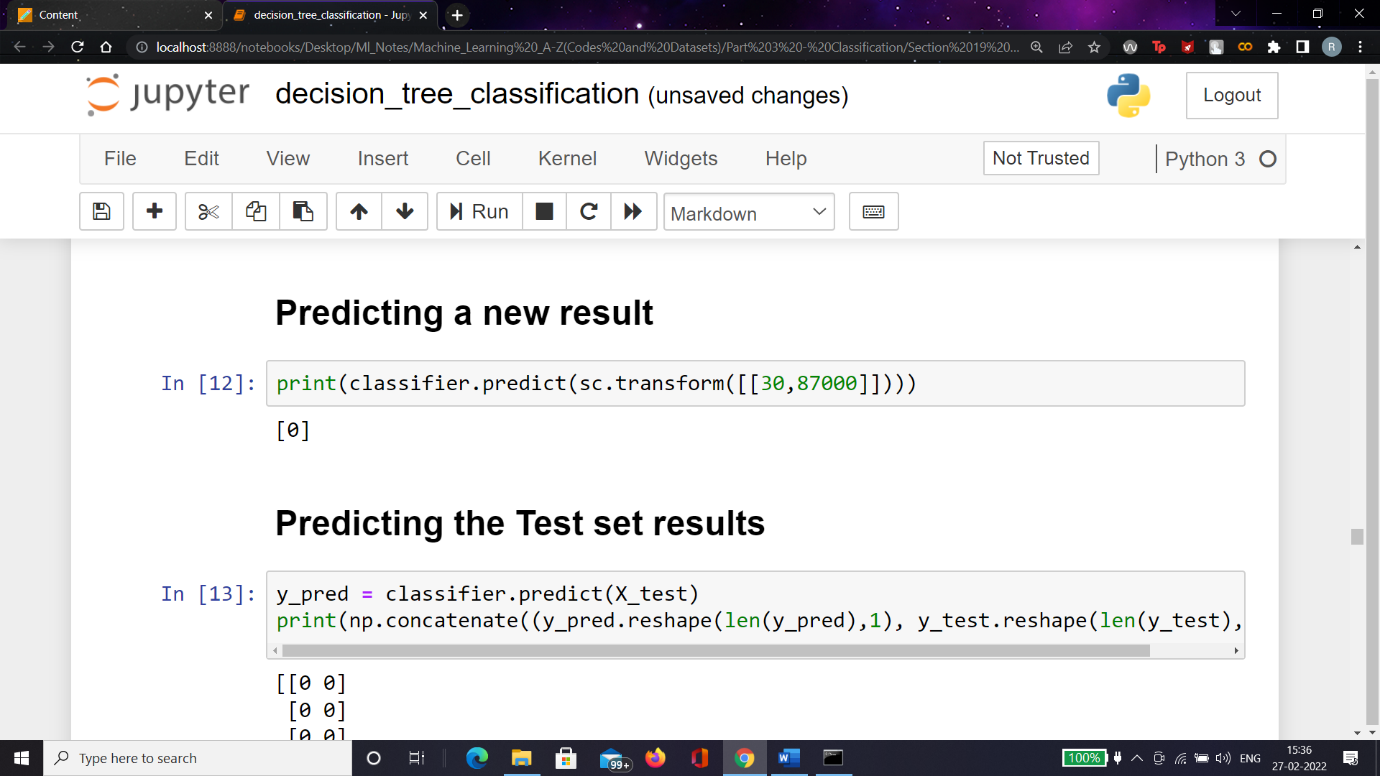 Content
decision_tree_classification - Jup
localhost:8888/notebooks/Desktop/Ml_Notes/Machine_Learning%20_A-Z(Codes%20and%20Datasets)/Part%203%20-%20Classification/Section%2019%20...
Tp
R
jupyter decision_tree_classification (unsaved changes)
Logout
File Edit View Insert Cell Kernel Widgets Help
Not Trusted
Python 3
Run
Markdown
Predicting a new result
In [12]: print(classifier.predict(sc.transform([[30,87000]])))
[0]
Predicting the Test set results
In [13]: y_pred = classifier.predict(X_test)
print(np.concatenate((y_pred.reshape(len(y_pred),1), y_test.reshape(len(y_test),
[[0 0]
[0 0]
[0 0]
Type here to search
99+
W
100%
ENG
15:36
27-02-2022